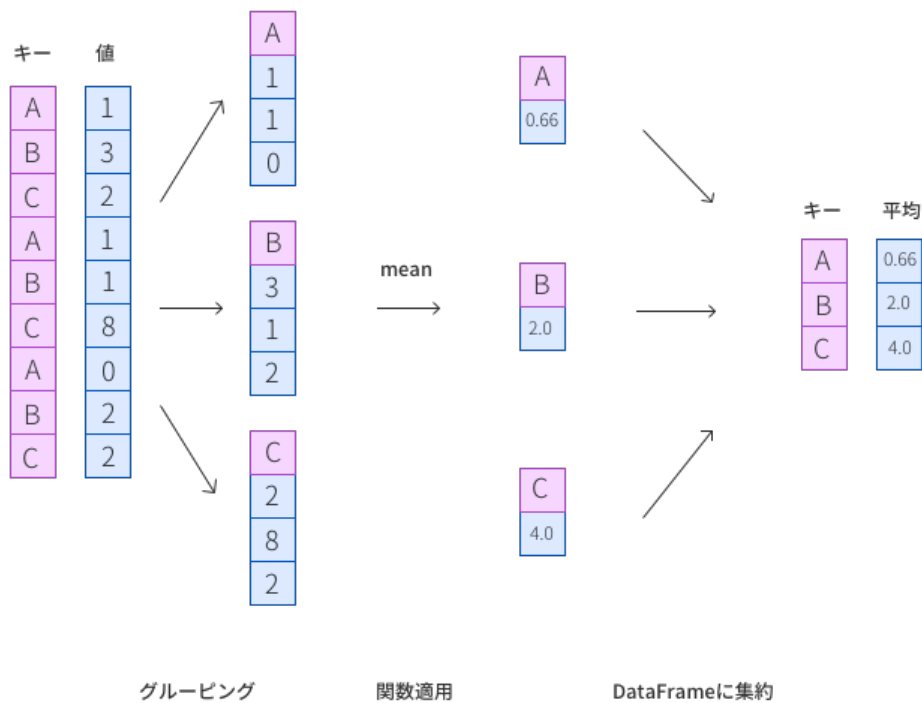 キー 値
A 1
B 3
C 2
A 1
B 1
C 8
A 0
B 2
C 2
A
1
1
0
B
3
1
2
C
2
8
2
mean
A
0.66
B
2.0
C
4.0
キー 平均
A 0.66
B 2.0
C 4.0
グルーピング 関数適用 DataFrameに集約